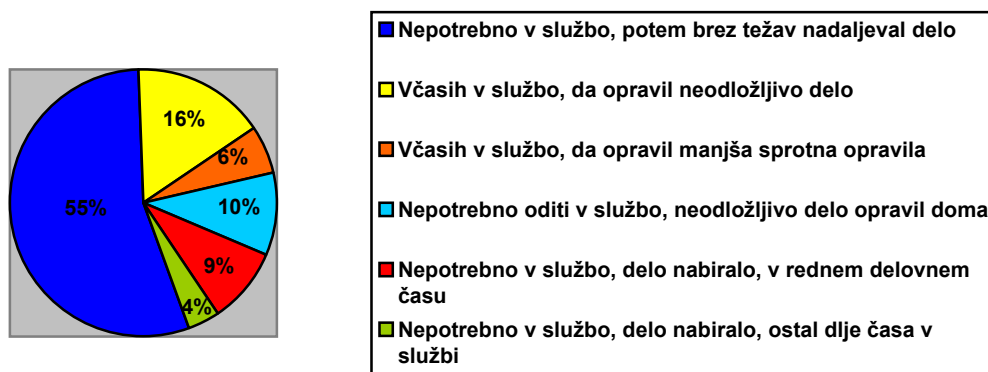 16%
6%
10%
9%
4%
55%
Nepotrebno v službo, potem brez težav nadaljeval delo
Včasih v službo, da opravil neodložljivo delo
Včasih v službo, da opravil manjša sprotna opravila
Nepotrebno oditi v službo, neodložljivo delo opravil doma
Nepotrebno v službo, delo nabiralo, v rednem delovnem
času
Nepotrebno v službo, delo nabiralo, ostal dlje časa v
službi